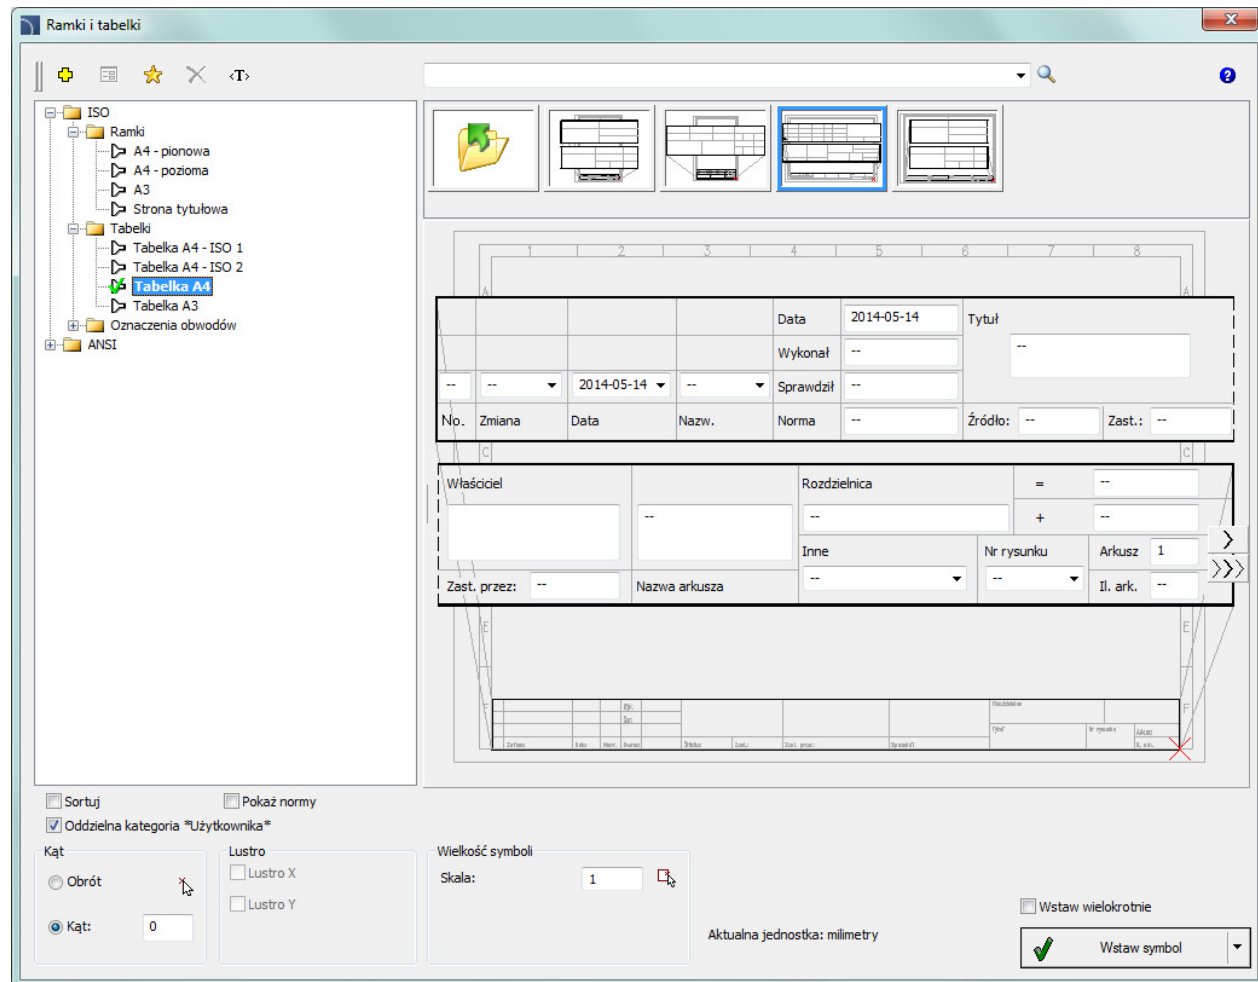 Ramki i tabelki
<T>
ISO
Ramki
A4 - pionowa
A4 - pozioma
A3
Strona tytułowa
Tabelki
Tabelka A4 - ISO 1
Tabelka A4 - ISO 2
Tabelka A4
Tabelka A3
Oznaczenia obwodów
ANSI
1 2 3 4 5 6 7 8
A A
Data 2014-05-14 Tytuł
Wykonał -- --
-- -- 2014-05-14 -- Sprawdził --
No. Zmiana Data Nazw. Norma -- Źródło: -- Zast.: --
C C
Właściciel Rozdzielnica = --
-- -- + --
Inne Nr rysunku Arkusz 1
Zast. przez: -- Nazwa arkusza -- -- Il. ark. --
E E
F F
Sortuj Pokaż normy
Oddzielna kategoria *Użytkownika*
Kąt Lustro Wielkość symboli
Obrót Lustro X Skala: 1
Lustro Y
Kąt: 0
Wstaw wielokrotnie
Aktualna jednostka: milimetry
Wstaw symbol